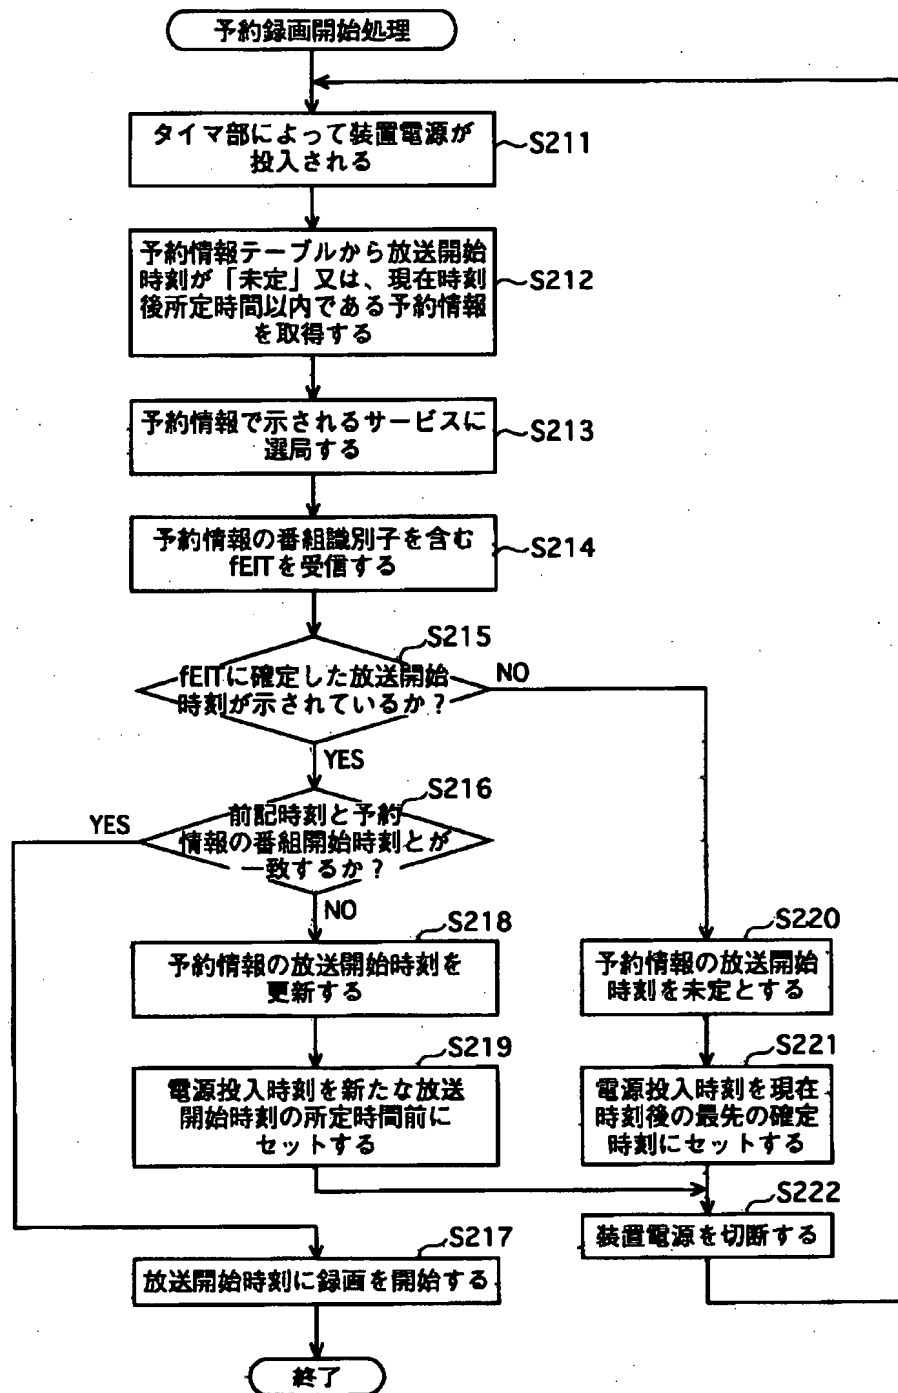 予約録画開始処理
タイマ部によって装置電源が
投入される
S211
予約情報テーブルから放送開始
時刻が「未定」又は、現在時刻
後所定時間以内である予約情報
を取得する
S212
予約情報で示されるサービスに
選局する
S213
予約情報の番組識別子を含む
fEITを受信する
S214
S215
fEITに確定した放送開始
時刻が示されているか？
NO
YES
S216
前記時刻と予約
情報の番組開始時刻とが
一致するか？
YES
NO
S218
予約情報の放送開始時刻を
更新する
S220
予約情報の放送開始
時刻を未定とする
S219
電源投入時刻を新たな放送
開始時刻の所定時間前に
セットする
S221
電源投入時刻を現在
時刻後の最先の確定
時刻にセットする
S222
装置電源を切断する
S217
放送開始時刻に録画を開始する
終了